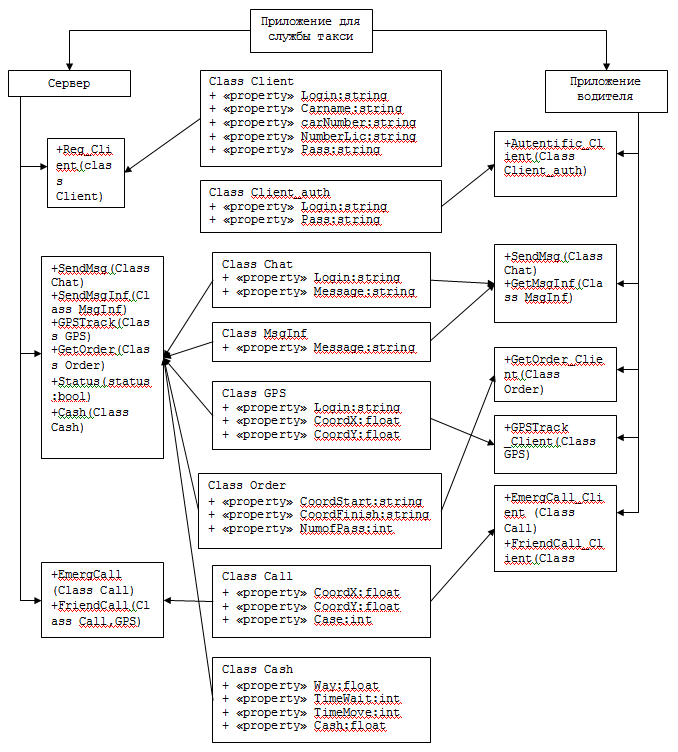 Приложение для
службы такси
Сервер
Приложение
водителя
Class Client
+ «property» Login:string
+ «property» Carname:string
+ «property» carNumber:string
+ «property» NumberLic:string
+ «property» Pass:string
+Reg_Cli
ent(clas
s
Client)
+Autentific_Cl
ient(Class
Client_auth)
Class Client_auth
+ «property» Login:string
+ «property» Pass:string
+SendMsg(Class
Chat)
+SendMsgInf(Cl
ass MsgInf)
+GPSTrack(Clas
s GPS)
+GetOrder(Clas
s Order)
+Status(status
:bool)
+Cash(Class
Cash)
Class Chat
+ «property» Login:string
+ «property» Message:string
+SendMsg(Class
Chat)
+GetMsgInf(Cl
ass MsgInf)
Class MsgInf
+ «property» Message:string
+GetOrder_Cli
ent(Class
Order)
Class GPS
+ «property» Login:string
+ «property» CoordX:float
+ «property» CoordY:float
+GPSTrack
_Client(Class
GPS)
Class Order
+ «property» CoordStart:string
+ «property» CoordFinish:string
+ «property» NumofPass:int
+EmergCall_Cli
ent (Class
Call)
+FriendCall_Cl
ient(Class
+EmergCall
(Class Call)
+FriendCall(Cl
ass Call,GPS)
Class Call
+ «property» CoordX:float
+ «property» CoordY:float
+ «property» Case:int
Class Cash
+ «property» Way:float
+ «property» TimeWait:int
+ «property» TimeMove:int
+ «property» Cash:float